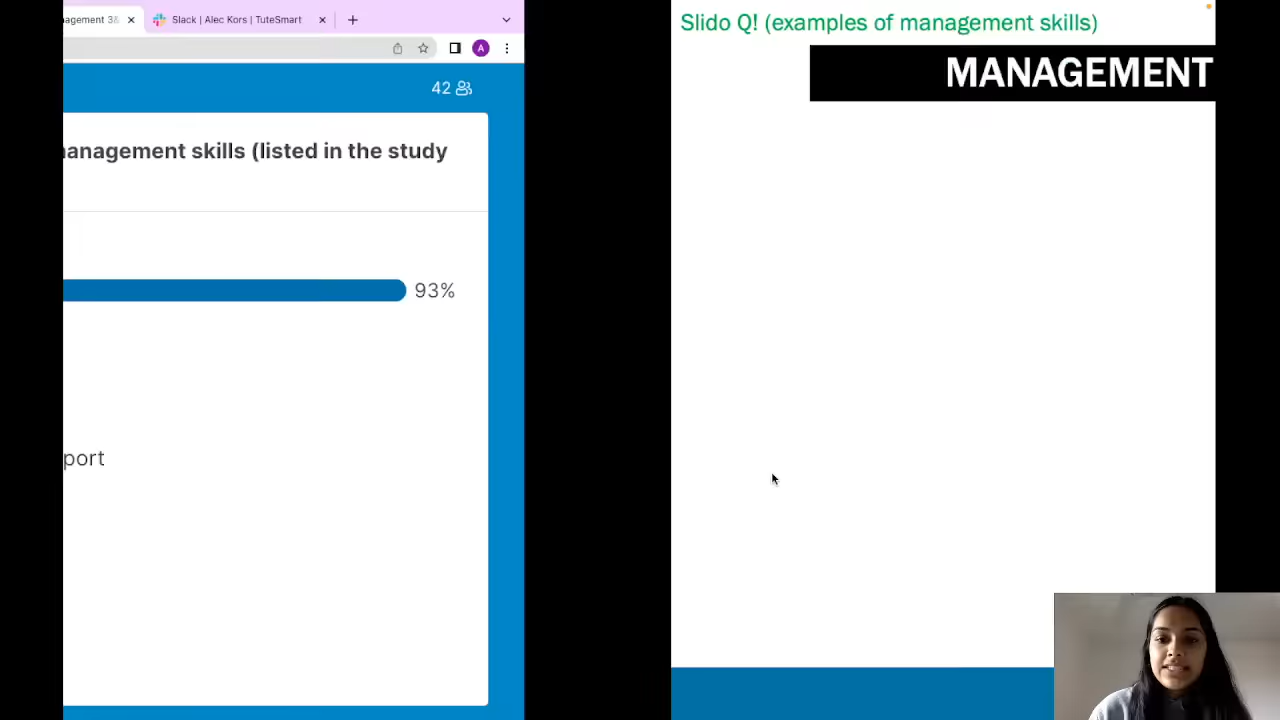 agement 3&
Slack | Alec Kors | TuteSmart
A
42
anagement skills (listed in the study
93%
port
Slido Q! (examples of management skills)
MANAGEMENT